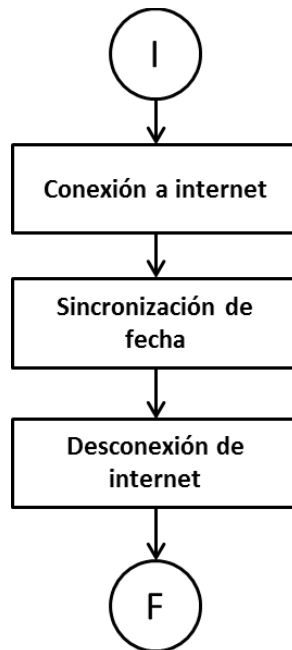 I
Conexión a internet
Sincronización de
fecha
Desconexión de
internet
F